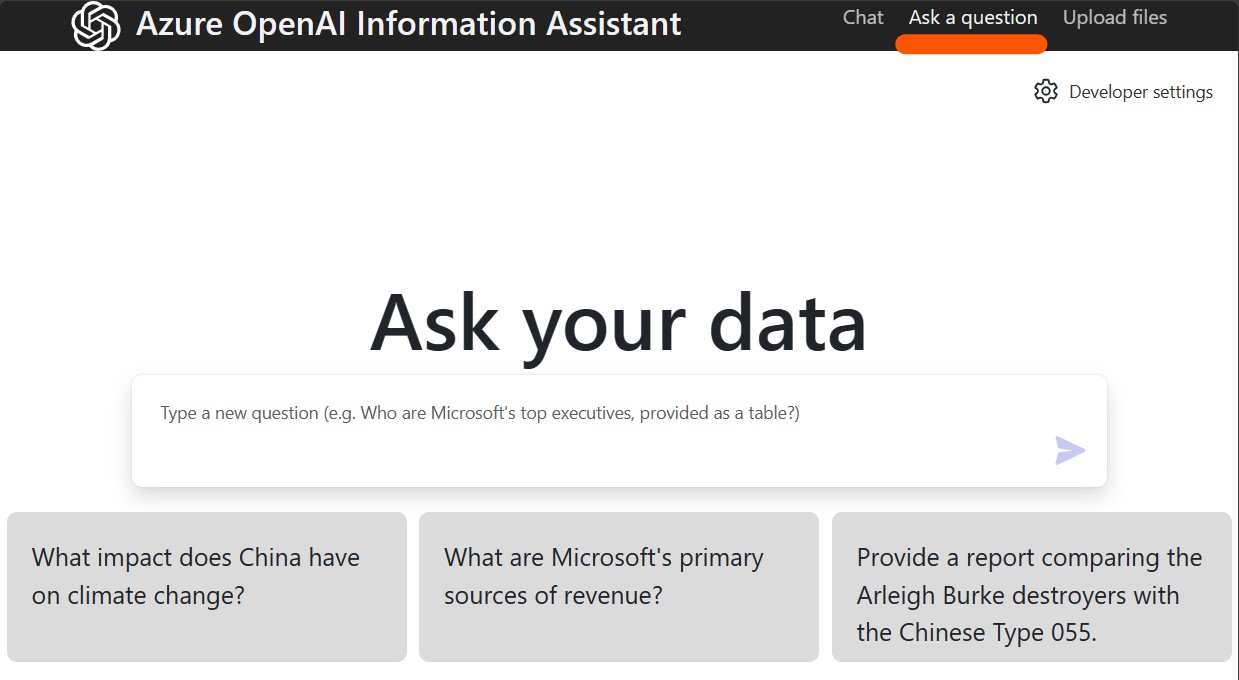 Azure OpenAI Information Assistant
Chat
Ask a question
Upload files
Developer settings
Ask your data
Type a new question (e.g. Who are Microsoft's top executives, provided as a table?)
What impact does China have
on climate change?
What are Microsoft's primary
sources of revenue?
Provide a report comparing the
Arleigh Burke destroyers with
the Chinese Type 055.